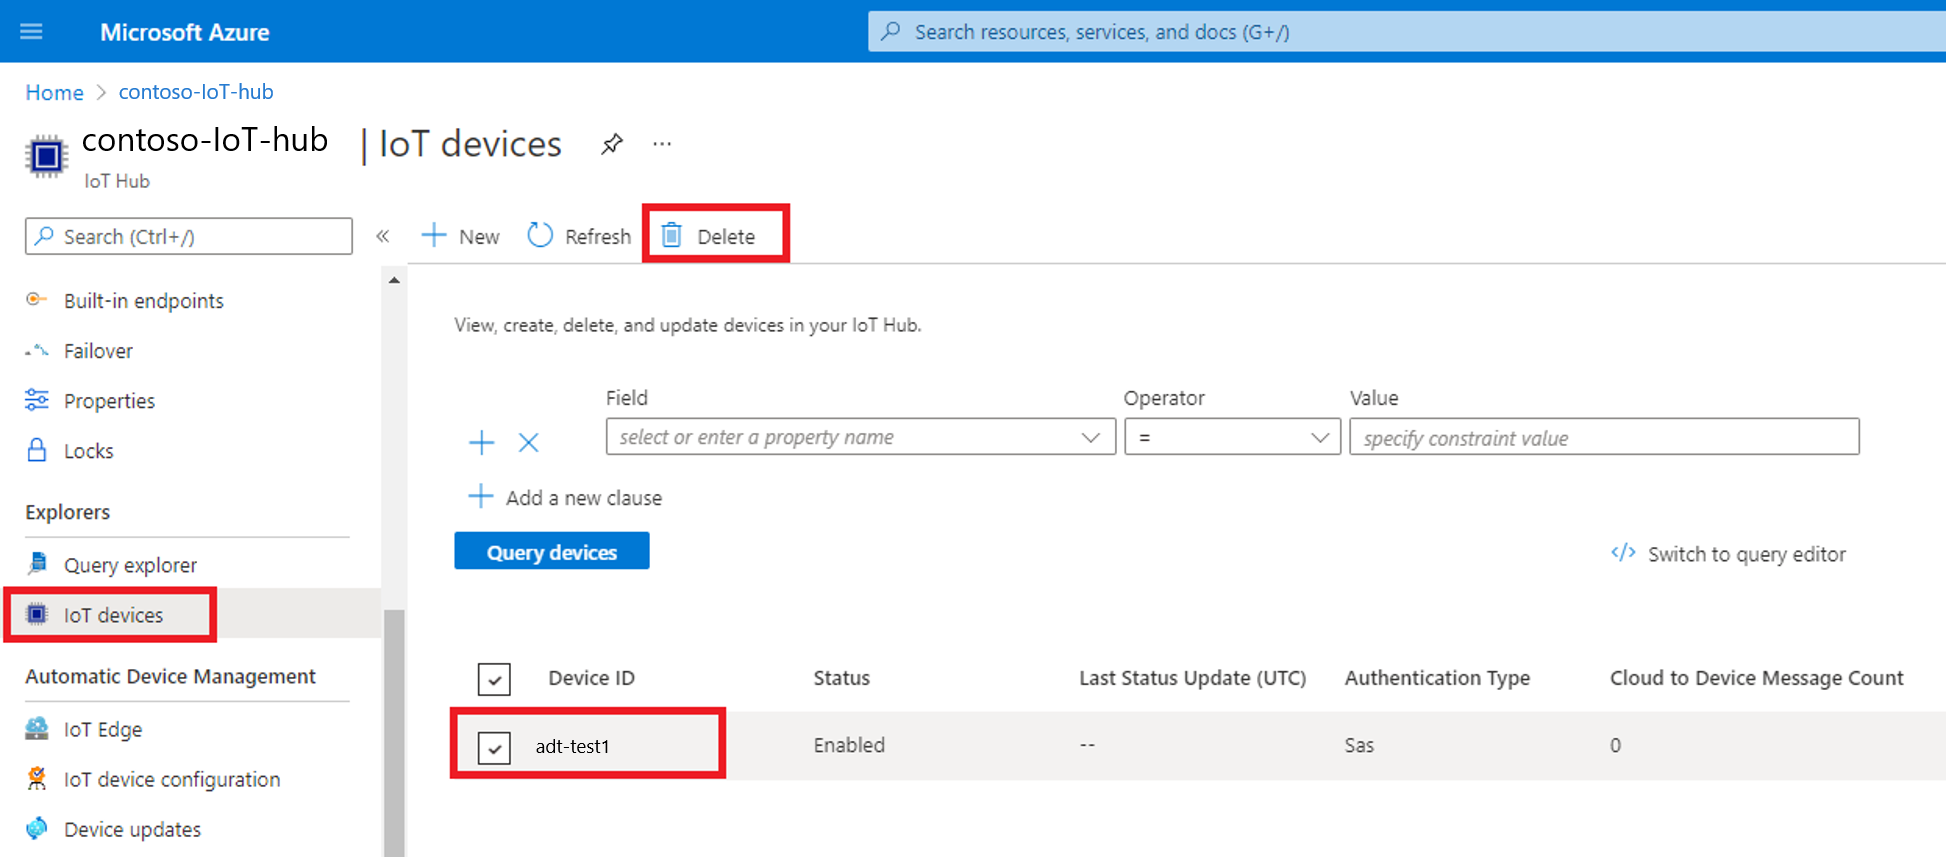 Microsoft Azure
Search resources, services, and docs (G+/)
Home > contoso-IoT-hub
contoso-IoT-hub | IoT devices ...
IoT Hub
Search (Ctrl+/)
«
New
Refresh
Delete
Built-in endpoints
Failover
Properties
Locks
Explorers
Query explorer
IoT devices
Automatic Device Management
IoT Edge
IoT device configuration
Device updates
View, create, delete, and update devices in your IoT Hub.
Field
Operator
Value
select or enter a property name
=
specify constraint value
Add a new clause
Query devices
</> Switch to query editor
Device ID
Status
Last Status Update (UTC)
Authentication Type
Cloud to Device Message Count
adt-test1
Enabled
--
Sas
0